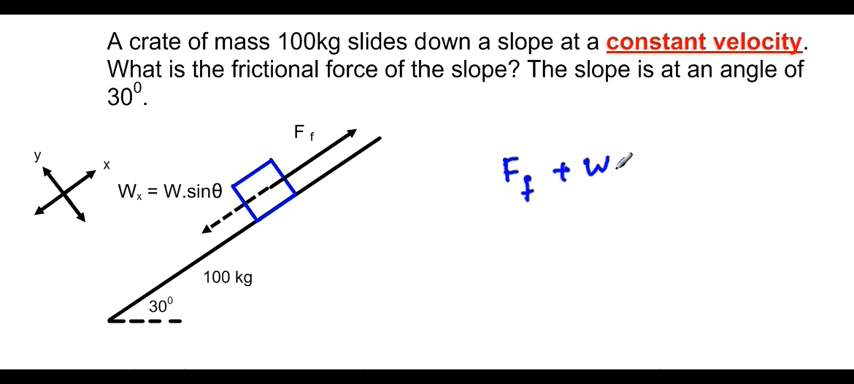 A crate of mass 100kg slides down a slope at a constant velocity.
What is the frictional force of the slope? The slope is at an angle of
30⁰.
F f
y
x
Wₓ = W.sinθ
F f + W
100 kg
30⁰